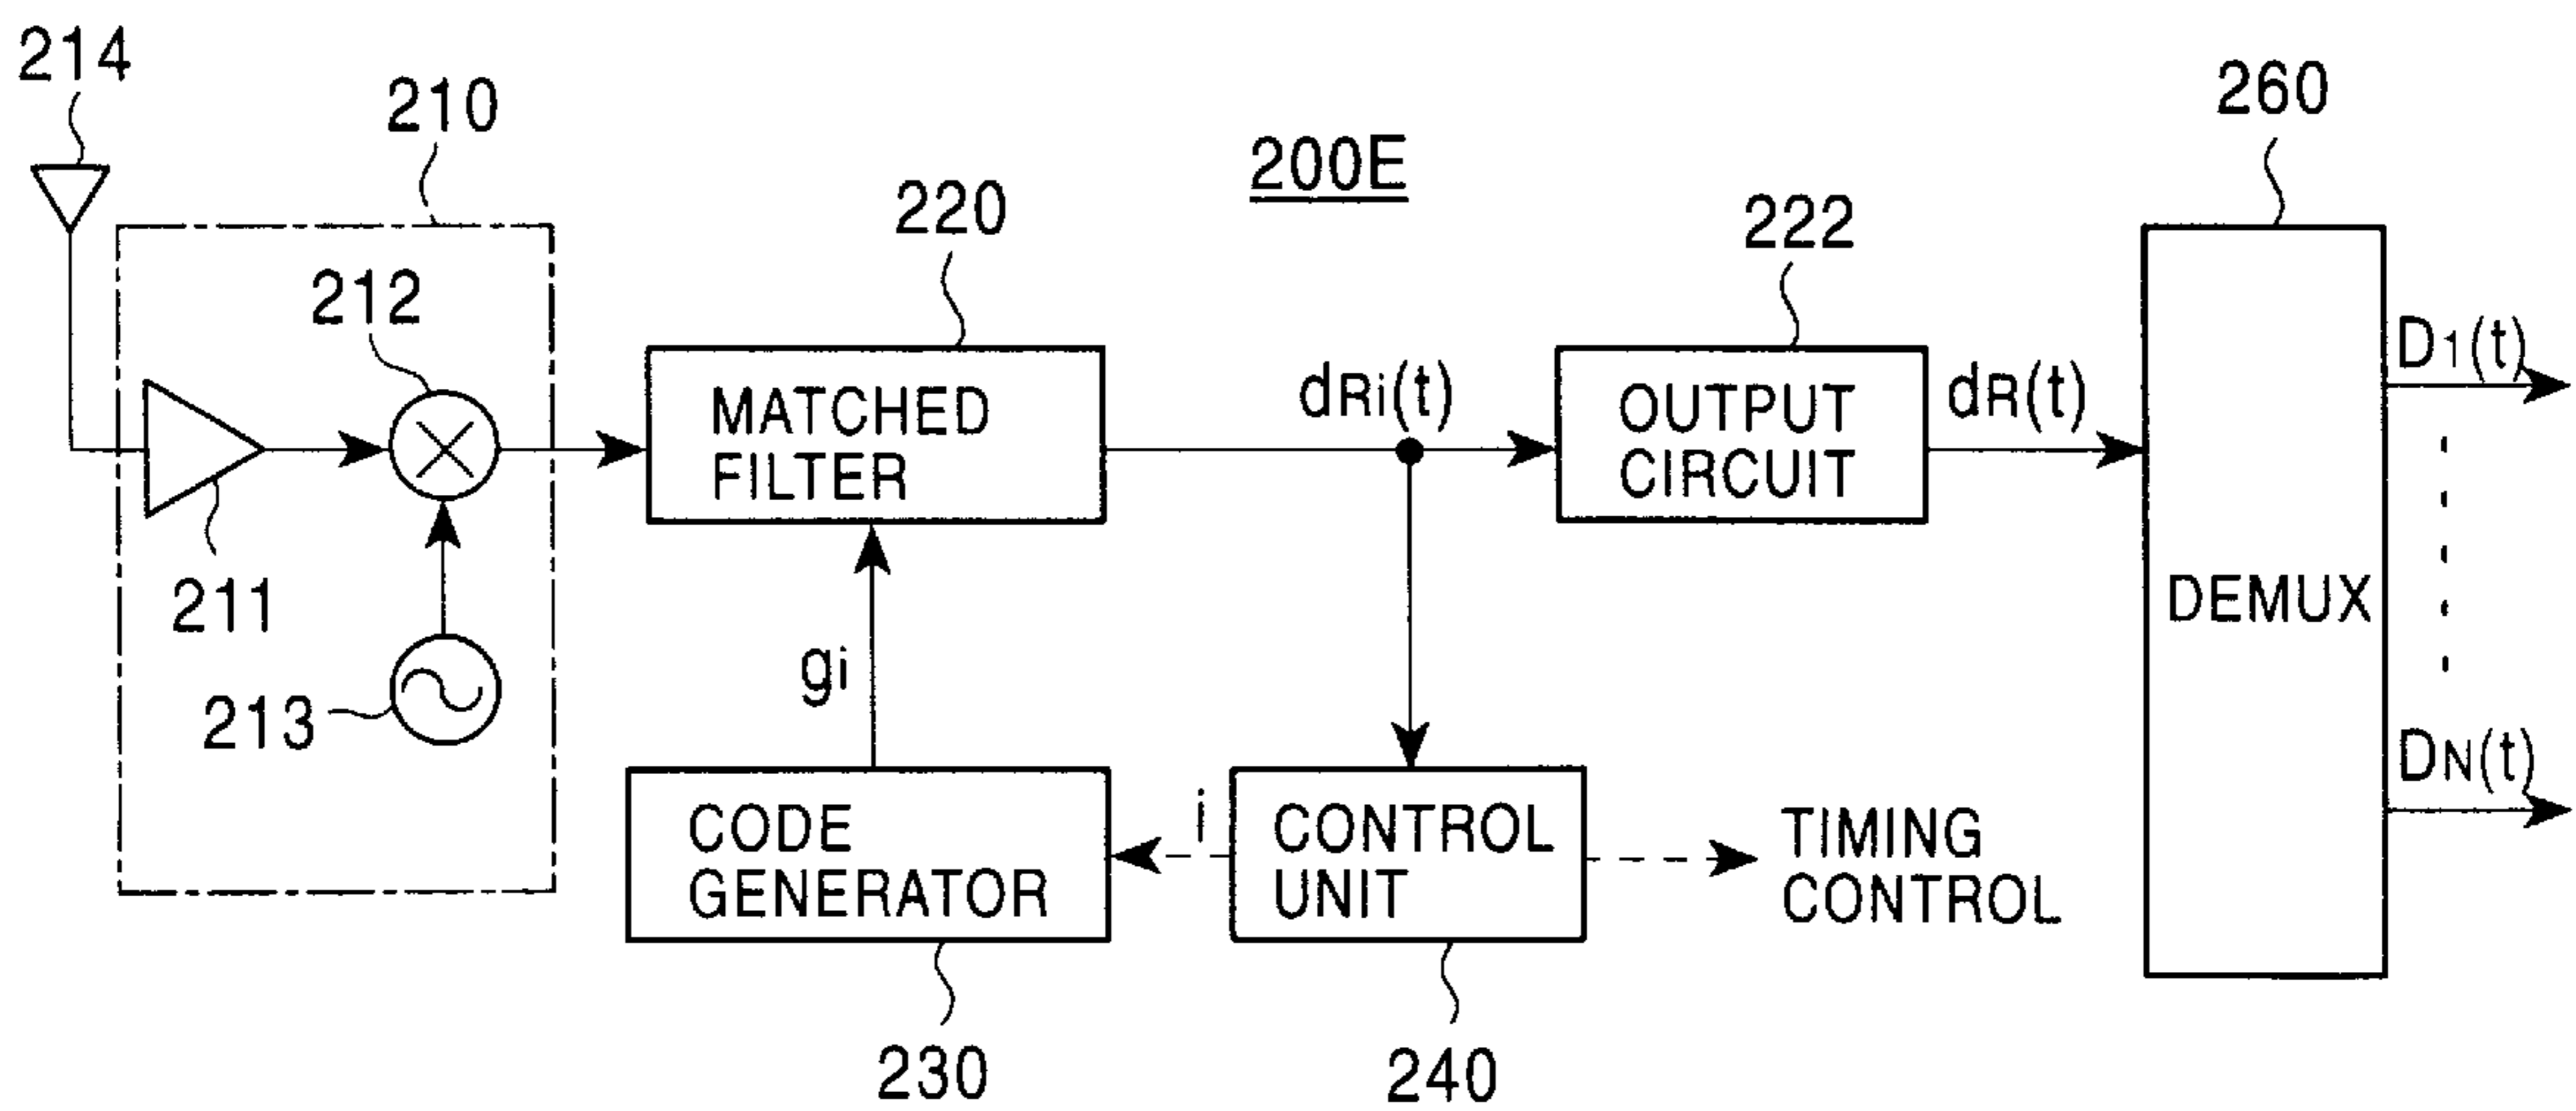 214
210
260
200E
220
222
212
D1(t)
MATCHED
FILTER
dRi(t)
OUTPUT
CIRCUIT
dR(t)
211
DEMUX
gi
213
DN(t)
CODE
GENERATOR
i
CONTROL
UNIT
TIMING
CONTROL
230
240